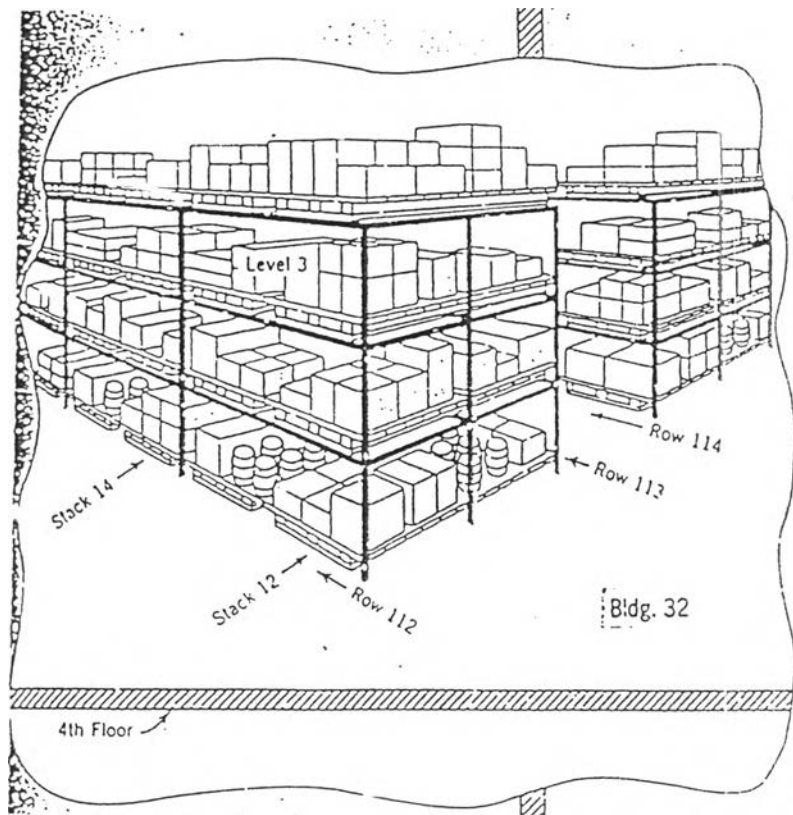 Level 3
Row 114
Row 113
Stack 14
Stack 12
Row 112
Bldg. 32
4th Floor